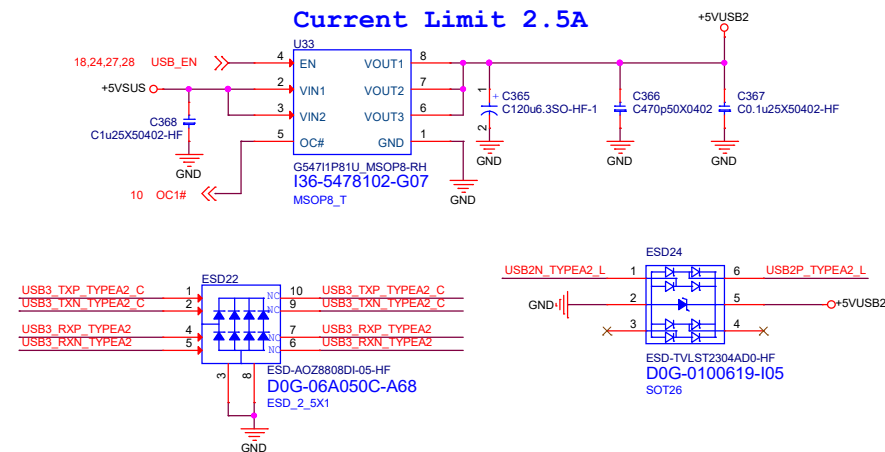 Current Limit 2.5A
+5VUSB2
U33
18,24,27,28 USB_EN
4 EN VOUT1 8
+5VSUS
2 VIN1 VOUT2 7
3 VIN2 VOUT3 6
5 OC# GND 1
C368
C1u25X50402-HF
GND
10 OC1#
G547I1P81U_MSOP8-RH
I36-5478102-G07
MSOP8_T
GND
1 + C365
C120u6.3SO-HF-1
2
GND
C366
C470p50X0402
GND
C367
C0.1u25X50402-HF
GND
ESD22
USB3_TXP_TYPEA2_C 1 NC 10 USB3_TXP_TYPEA2_C
USB3_TXN_TYPEA2_C 2 NC 9 USB3_TXN_TYPEA2_C
USB3_RXP_TYPEA2 4 NC 7 USB3_RXP_TYPEA2
USB3_RXN_TYPEA2 5 NC 6 USB3_RXN_TYPEA2
3 8
ESD-AOZ8808DI-05-HF
D0G-06A050C-A68
ESD_2_5X1
GND
ESD24
USB2N_TYPEA2_L 1 6 USB2P_TYPEA2_L
GND 2 5 +5VUSB2
3 4
ESD-TVLST2304AD0-HF
D0G-0100619-I05
SOT26